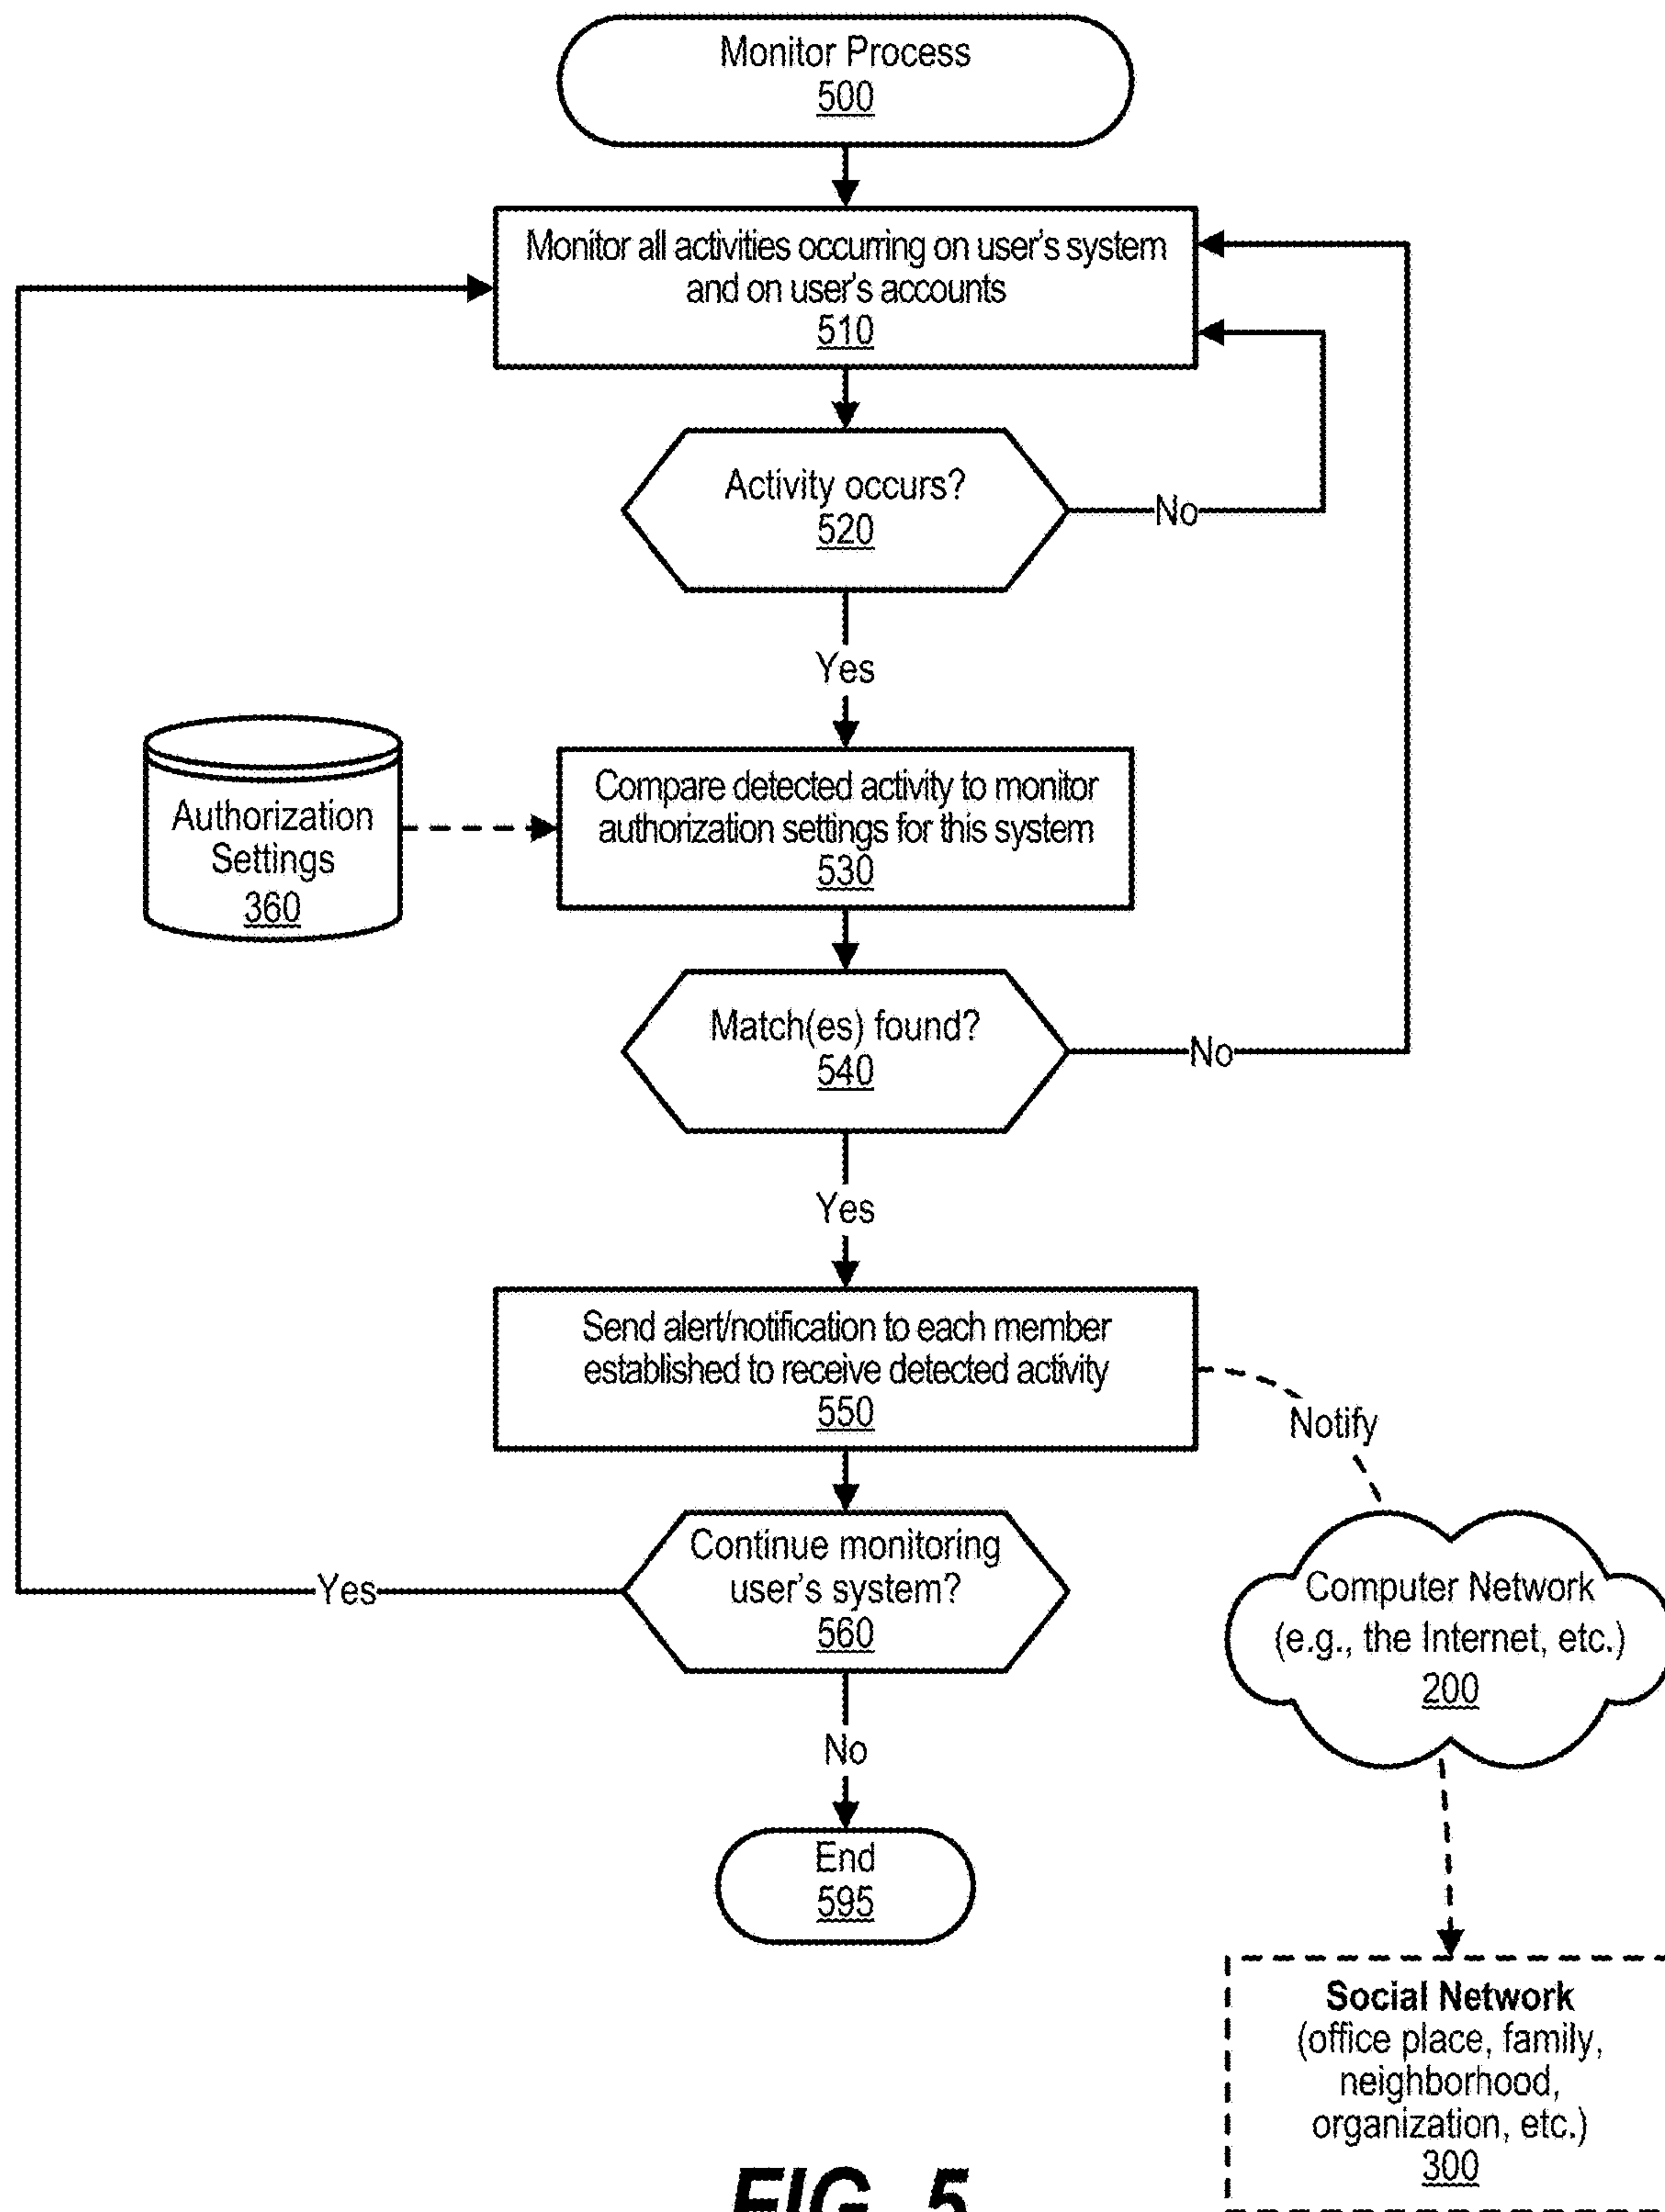 Monitor Process
500
Monitor all activities occurring on user's system
and on user's accounts
510
Activity occurs?
520
No
Yes
Authorization
Settings
360
Compare detected activity to monitor
authorization settings for this system
530
Match(es) found?
540
No
Yes
Send alert/notification to each member
established to receive detected activity
550
Notify
Continue monitoring
user's system?
560
Yes
Computer Network
(e.g., the Internet, etc.)
200
No
End
595
Social Network
(office place, family,
neighborhood,
organization, etc.)
300
FIG. 5